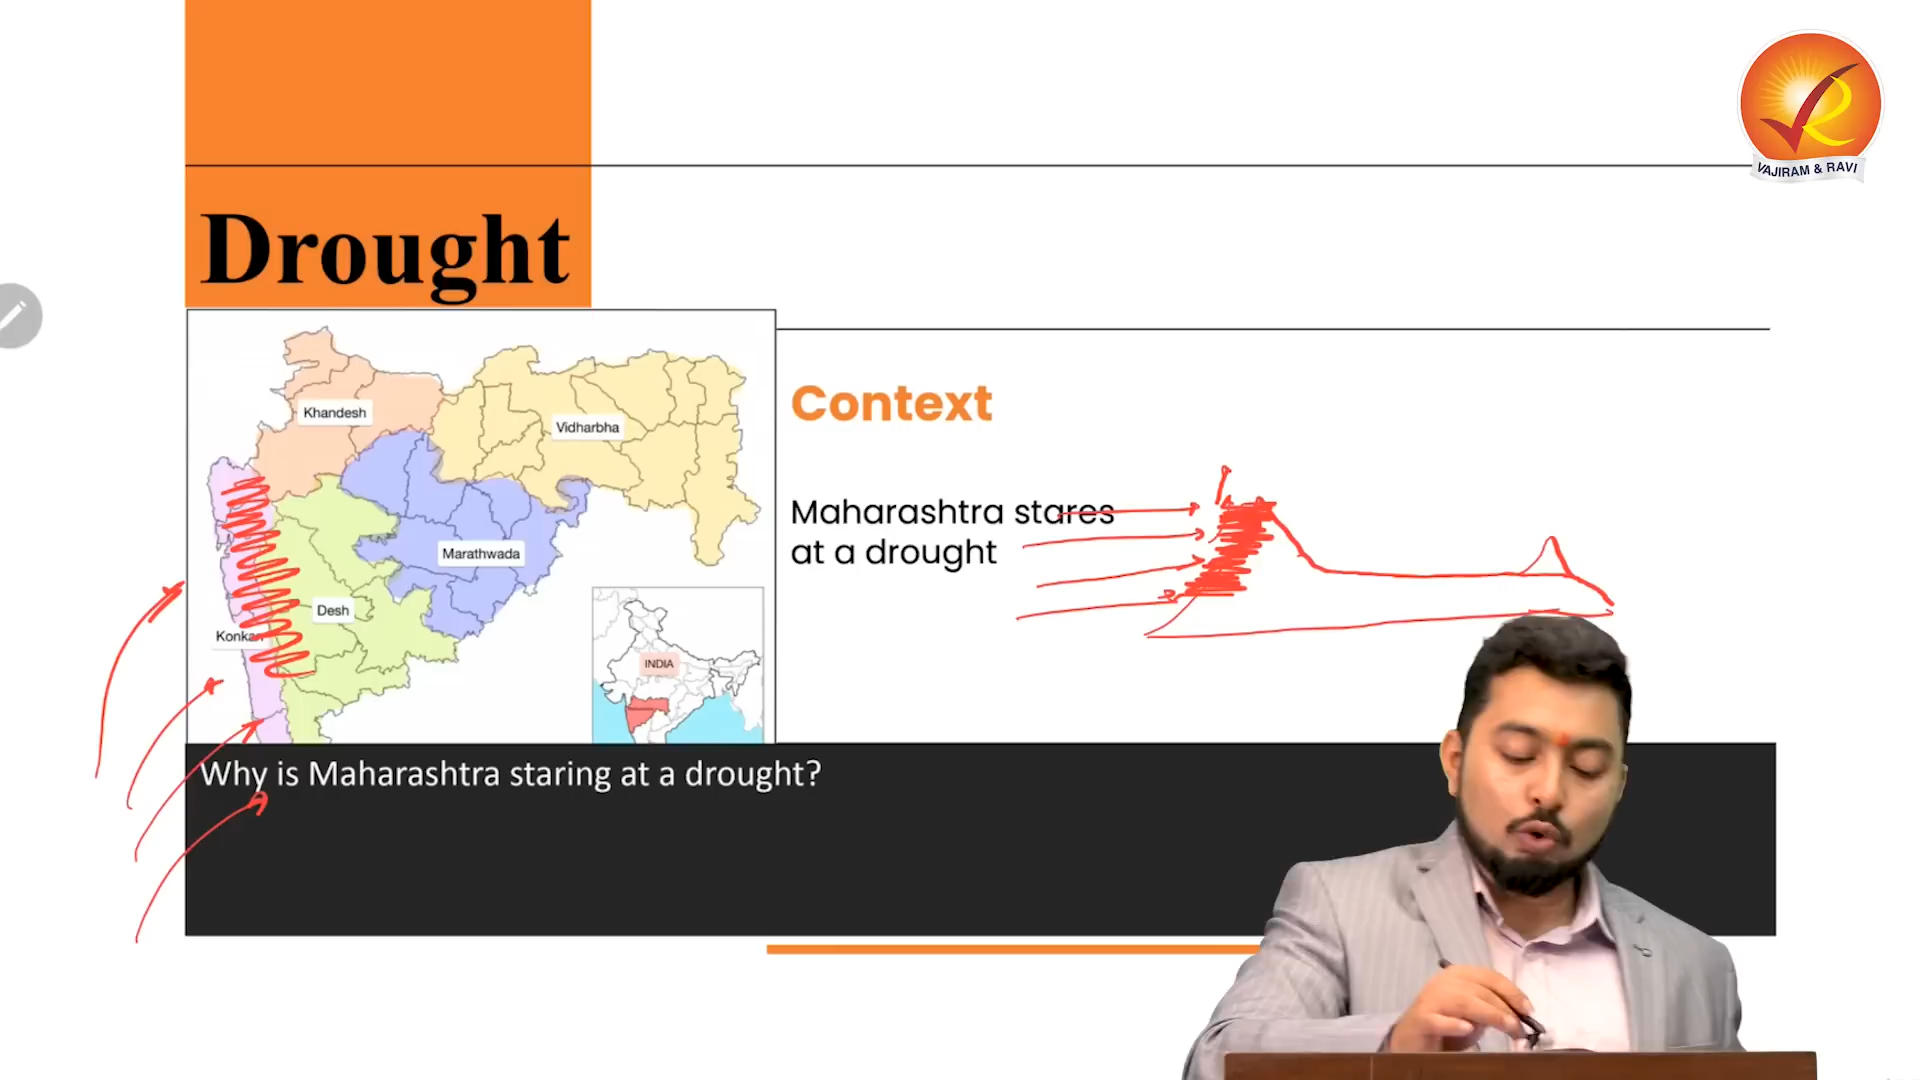 VAJIRAM & RAVI
Drought
Khandesh
Vidharbha
Marathwada
Desh
Konkan
INDIA
Context
Maharashtra stares
at a drought
Why is Maharashtra staring at a drought?